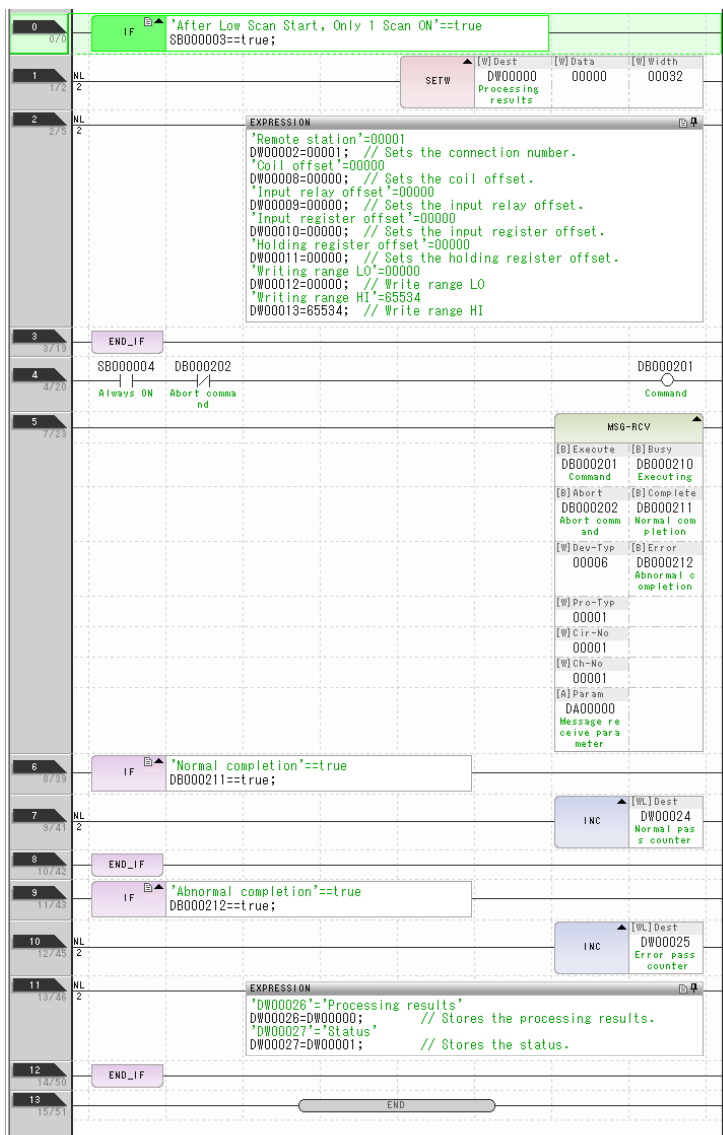 0
0/0
IF
'After Low Scan Start, Only 1 Scan ON'==true
SB000003==true;
1
1/2
NL
2
SETW
[W]Dest [W]Data [W]Width
DW00000 00000 00032
Processing
results
2
2/5
NL
2
EXPRESSION
'Remote station'=00001
DW00002=00001; // Sets the connection number.
'Coil offset'=00000
DW00008=00000; // Sets the coil offset.
'Input relay offset'=00000
DW00009=00000; // Sets the input relay offset.
'Input register offset'=00000
DW00010=00000; // Sets the input register offset.
'Holding register offset'=00000
DW00011=00000; // Sets the holding register offset.
'Writing range LO'=00000
DW00012=00000; // Write range LO
'Writing range HI'=65534
DW00013=65534; // Write range HI
3
3/19
END_IF
4
4/20
SB000004 DB000202 DB000201
Always ON Abort comma Command
nd
5
7/23
MSG-RCV
[B]Execute [B]Busy
DB000201 DB000210
Command Executing
[B]Abort [B]Complete
DB000202 DB000211
Abort comm Normal com
and pletion
[W]Dev-Typ [B]Error
00006 DB000212
Abnormal c
ompletion
[W]Pro-Typ
00001
[W]Cir-No
00001
[W]Ch-No
00001
[A]Param
DA00000
Message re
ceive para
meter
6
8/39
IF
'Normal completion'==true
DB000211==true;
7
9/41
NL
2
INC
[WL]Dest
DW00024
Normal pas
s counter
8
10/42
END_IF
9
11/43
IF
'Abnormal completion'==true
DB000212==true;
10
12/45
NL
2
INC
[WL]Dest
DW00025
Error pass
counter
11
13/46
NL
2
EXPRESSION
'DW00026'='Processing results'
DW00026=DW00000; // Stores the processing results.
'DW00027'='Status'
DW00027=DW00001; // Stores the status.
12
14/50
END_IF
13
15/51
END